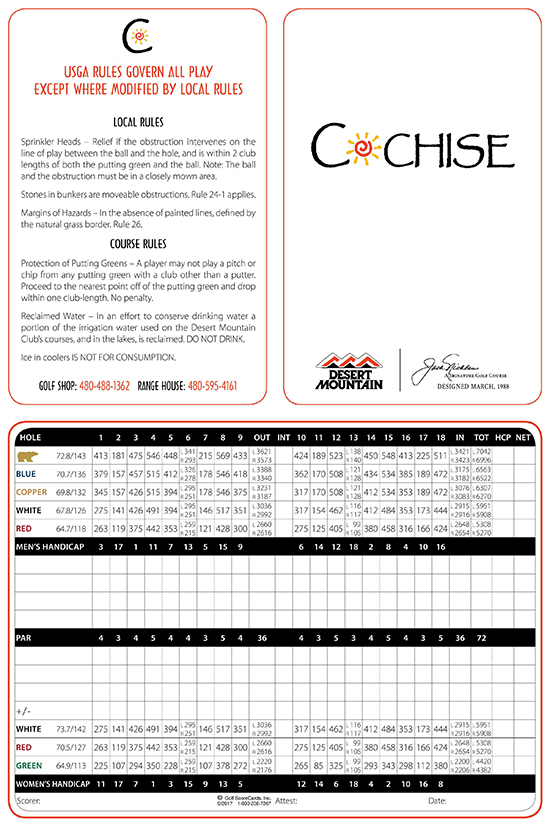 C
USGA RULES GOVERN ALL PLAY
EXCEPT WHERE MODIFIED BY LOCAL RULES
LOCAL RULES
Sprinkler Heads – Relief if the obstruction intervenes on the
line of play between the ball and the hole, and is within 2 club
lengths of both the putting green and the ball. Note: The ball
and the obstruction must be in a closely mown area.
Stones in bunkers are moveable obstructions. Rule 24-1 applies.
Margins of Hazards – In the absence of painted lines, defined by
the natural grass border. Rule 26.
COURSE RULES
Protection of Putting Greens – A player may not play a pitch or
chip from any putting green with a club other than a putter.
Proceed to the nearest point off of the putting green and drop
within one club-length. No penalty.
Reclaimed Water – In an effort to conserve drinking water a
portion of the irrigation water used on the Desert Mountain
Club's courses, and in the lakes, is reclaimed. DO NOT DRINK.
Ice in coolers IS NOT FOR CONSUMPTION.
GOLF SHOP: 480-488-1362 RANGE HOUSE: 480-595-4161
COCHISE
DESERT
MOUNTAIN
Jack Nicklaus
A SIGNATURE GOLF COURSE
DESIGNED MARCH, 1988
HOLE 1 2 3 4 5 6 7 8 9 OUT INT 10 11 12 13 14 15 16 17 18 IN TOT HCP NET
72.8/143 413 181 475 546 448 L 341 R 293 215 569 433 L 3621 R 3573 424 189 523 L 138 R 140 450 548 413 225 511 L 3421 R 3423 L 7042 R 6996
BLUE 70.7/136 379 157 457 515 412 L 326 R 278 178 546 418 L 3388 R 3340 362 170 508 L 121 R 128 434 534 385 189 472 L 3175 R 3182 L 6563 R 6522
COPPER 69.8/132 345 157 426 515 394 L 295 R 251 178 546 375 L 3231 R 3187 317 170 508 L 121 R 128 412 534 353 189 472 L 3076 R 3083 L 6307 R 6270
WHITE 67.8/126 275 141 426 491 394 L 295 R 251 146 517 351 L 3036 R 2992 317 154 462 L 116 R 117 412 484 353 173 444 L 2915 R 2916 L 5951 R 5908
RED 64.7/118 263 119 375 442 353 L 259 R 215 121 428 300 L 2660 R 2616 275 125 405 L 99 R 105 380 458 316 166 424 L 2648 R 2654 L 5308 R 5270
MEN'S HANDICAP 3 17 1 11 7 13 5 15 9 6 14 12 18 2 8 4 10 16
PAR 4 3 4 5 4 4 3 5 4 36 4 3 5 3 4 5 4 3 5 36 72
+/-
WHITE 73.7/142 275 141 426 491 394 L 295 R 251 146 517 351 L 3036 R 2992 317 154 462 L 116 R 117 412 484 353 173 444 L 2915 R 2916 L 5951 R 5908
RED 70.5/127 263 119 375 442 353 L 259 R 215 121 428 300 L 2660 R 2616 275 125 405 L 99 R 105 380 458 316 166 424 L 2648 R 2654 L 5308 R 5270
GREEN 64.9/113 225 107 294 350 228 L 259 R 215 107 378 272 L 2220 R 2176 265 85 325 L 99 R 105 293 343 298 112 380 L 2200 R 2206 L 4420 R 4382
WOMEN'S HANDICAP 11 17 7 1 3 15 9 13 5 12 14 6 18 4 2 10 16 8
Scorer: © Golf ScoreCards, Inc. Attest: Date:
5/2017 1-800-238-7267